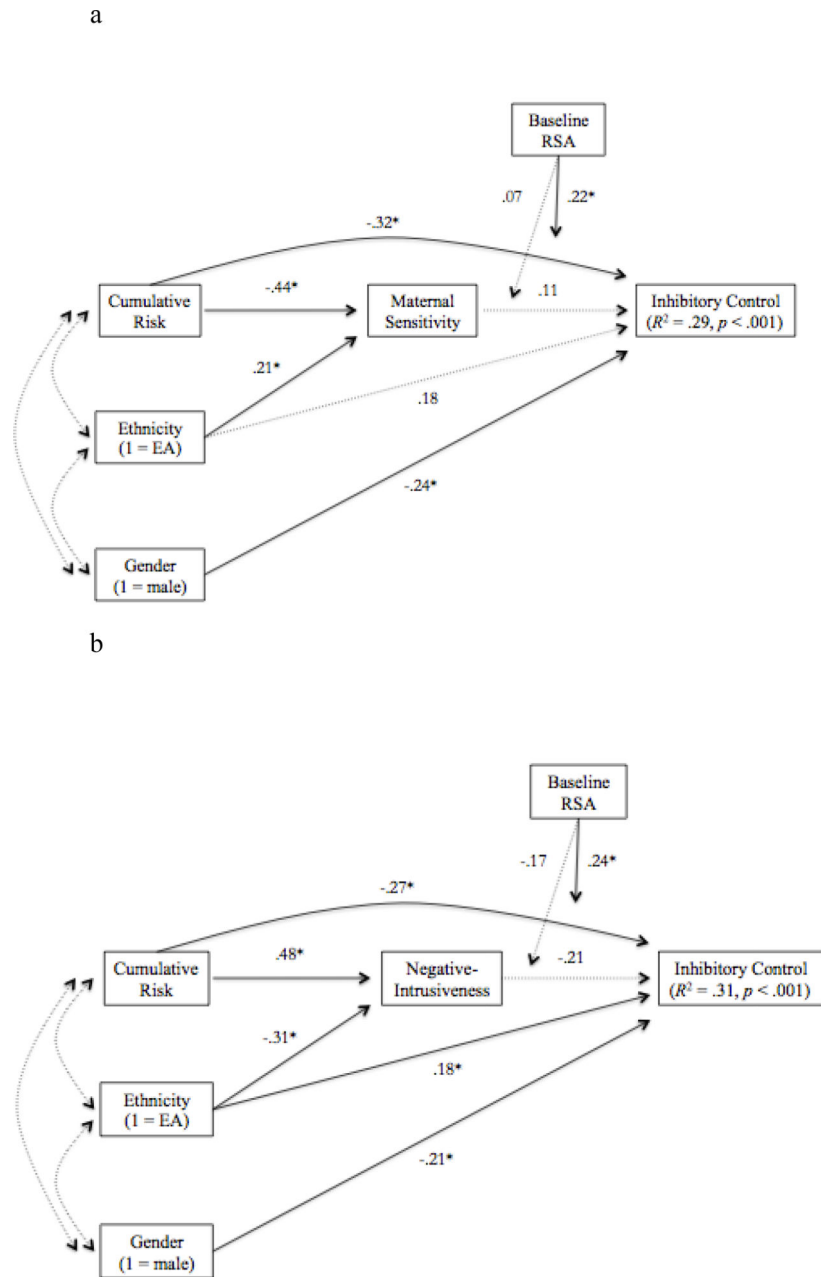 a
Baseline
RSA
.07
.22*
-.32*
Cumulative
Risk
-.44*
Maternal
Sensitivity
.11
Inhibitory Control
(R² = .29, p < .001)
.21*
.18
Ethnicity
(1 = EA)
-.24*
Gender
(1 = male)
b
Baseline
RSA
-.17
.24*
-.27*
Cumulative
Risk
.48*
Negative-
Intrusiveness
-.21
Inhibitory Control
(R² = .31, p < .001)
-.31*
.18*
Ethnicity
(1 = EA)
-.21*
Gender
(1 = male)